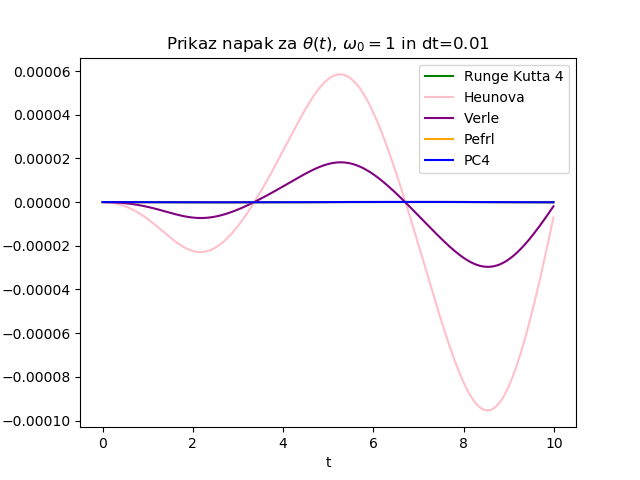 Prikaz napak za θ(t), ω₀ = 1 in dt=0.01
0.00006
0.00004
0.00002
0.00000
−0.00002
−0.00004
−0.00006
−0.00008
−0.00010
Runge Kutta 4
Heunova
Verle
Pefrl
PC4
0 2 4 6 8 10
t